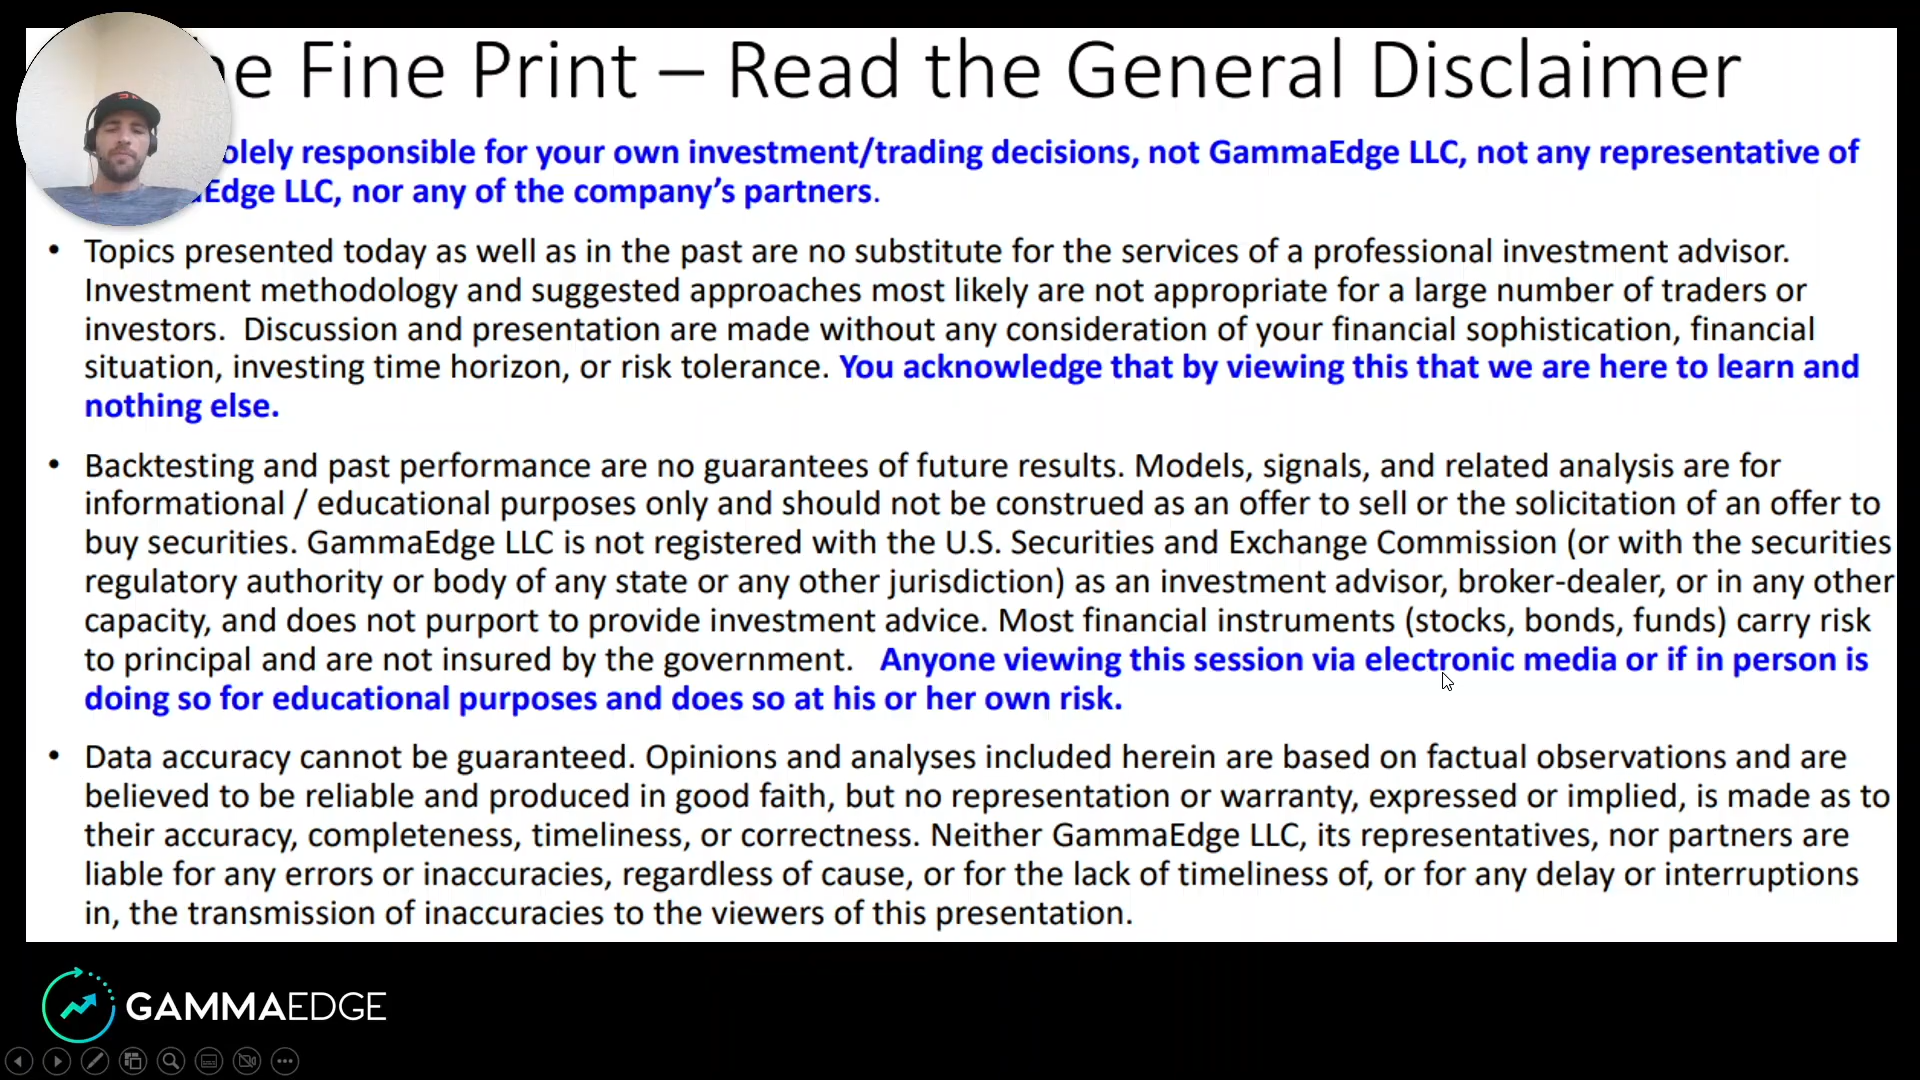 e Fine Print – Read the General Disclaimer
olely responsible for your own investment/trading decisions, not GammaEdge LLC, not any representative of
Edge LLC, nor any of the company's partners.
• Topics presented today as well as in the past are no substitute for the services of a professional investment advisor.
Investment methodology and suggested approaches most likely are not appropriate for a large number of traders or
investors.  Discussion and presentation are made without any consideration of your financial sophistication, financial
situation, investing time horizon, or risk tolerance. You acknowledge that by viewing this that we are here to learn and
nothing else.
• Backtesting and past performance are no guarantees of future results. Models, signals, and related analysis are for
informational / educational purposes only and should not be construed as an offer to sell or the solicitation of an offer to
buy securities. GammaEdge LLC is not registered with the U.S. Securities and Exchange Commission (or with the securities
regulatory authority or body of any state or any other jurisdiction) as an investment advisor, broker-dealer, or in any other
capacity, and does not purport to provide investment advice. Most financial instruments (stocks, bonds, funds) carry risk
to principal and are not insured by the government.   Anyone viewing this session via electronic media or if in person is
doing so for educational purposes and does so at his or her own risk.
• Data accuracy cannot be guaranteed. Opinions and analyses included herein are based on factual observations and are
believed to be reliable and produced in good faith, but no representation or warranty, expressed or implied, is made as to
their accuracy, completeness, timeliness, or correctness. Neither GammaEdge LLC, its representatives, nor partners are
liable for any errors or inaccuracies, regardless of cause, or for the lack of timeliness of, or for any delay or interruptions
in, the transmission of inaccuracies to the viewers of this presentation.
GAMMAEDGE